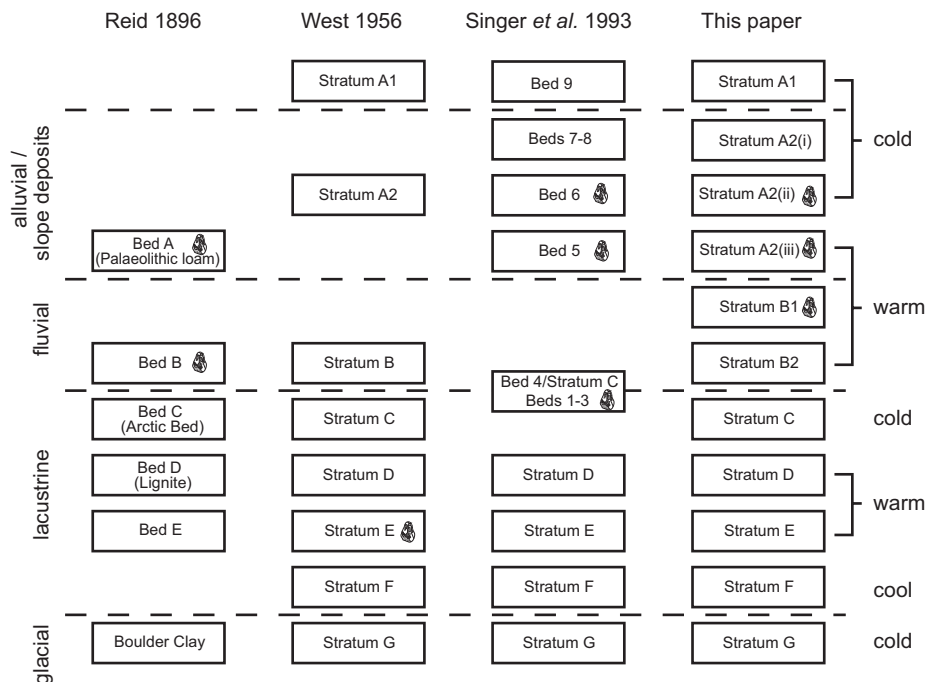 Reid 1896 West 1956 Singer et al. 1993 This paper
Stratum A1 Bed 9 Stratum A1
cold
Beds 7-8 Stratum A2(i)
alluvial /
slope deposits
Stratum A2 Bed 6 Stratum A2(ii)
Bed A
(Palaeolithic loam)
Bed 5 Stratum A2(iii)
warm
fluvial
Stratum B1
Bed B Stratum B Stratum B2
Bed 4/Stratum C
Beds 1-3
Bed C
(Arctic Bed)
Stratum C Stratum C cold
lacustrine
Bed D
(Lignite)
Stratum D Stratum D Stratum D
warm
Bed E Stratum E Stratum E Stratum E
Stratum F Stratum F Stratum F cool
glacial
Boulder Clay Stratum G Stratum G Stratum G cold